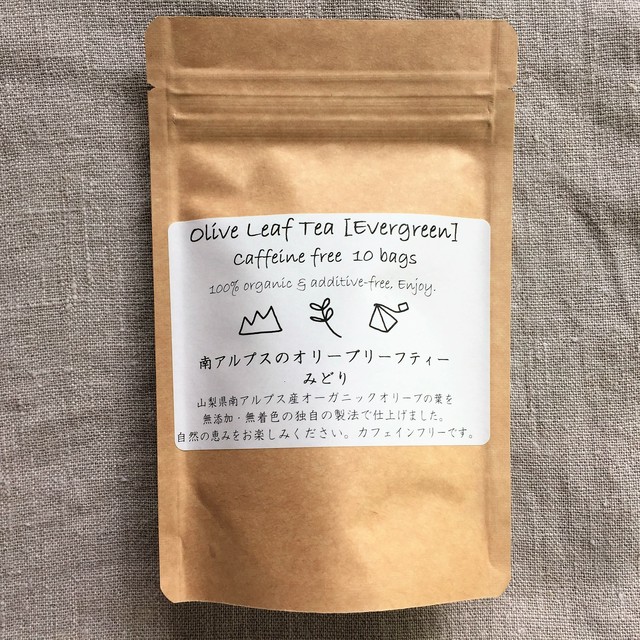 Olive Leaf Tea [Evergreen]
Caffeine free 10 bags
100% organic & additive-free. Enjoy.
南アルプスのオリーブリーフティー
みどり
山梨県南アルプス産オーガニックオリーブの葉を
無添加・無着色の独自の製法で仕上げました。
自然の恵みをお楽しみください。カフェインフリーです。